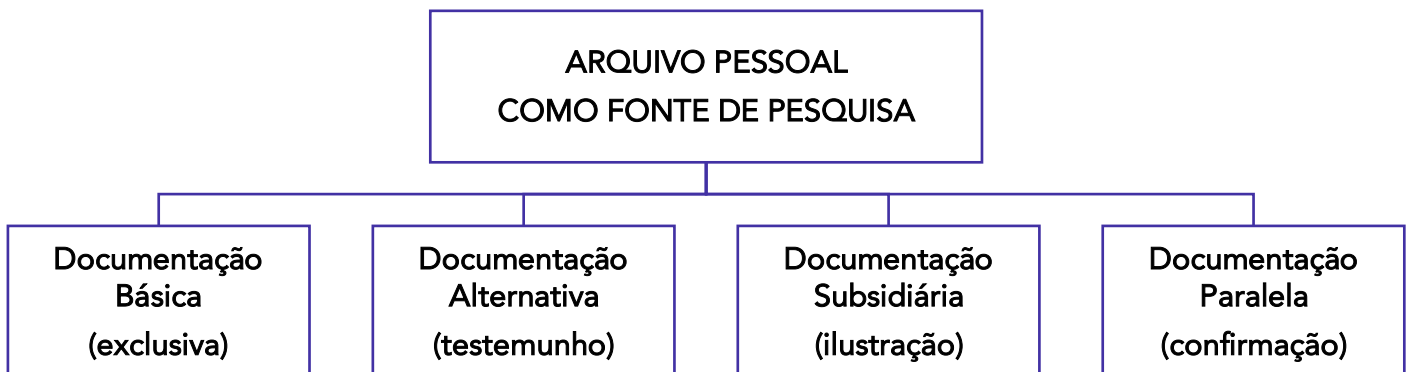 ARQUIVO PESSOAL
COMO FONTE DE PESQUISA
Documentação
Básica
(exclusiva)
Documentação
Alternativa
(testemunho)
Documentação
Subsidiária
(ilustração)
Documentação
Paralela
(confirmação)